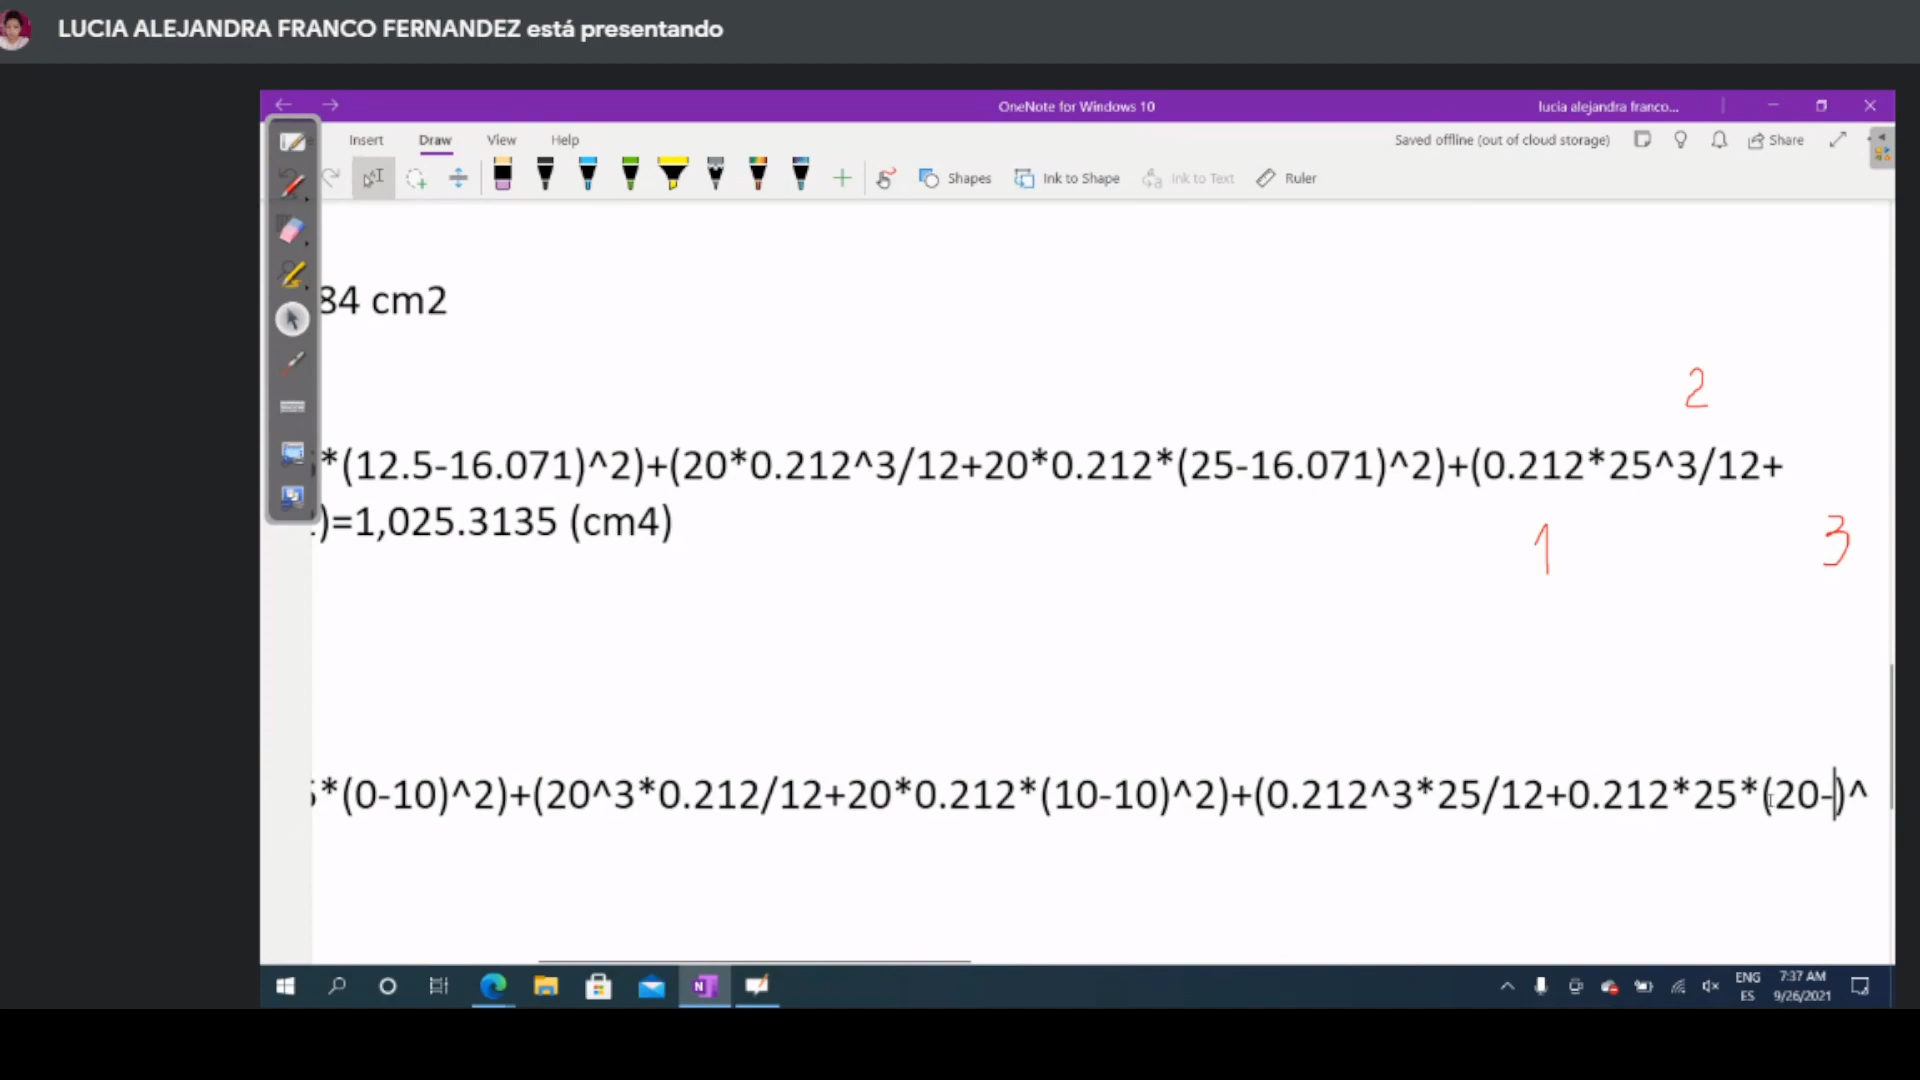 LUCIA ALEJANDRA FRANCO FERNANDEZ está presentando
OneNote for Windows 10
lucia alejandra franco...
Insert Draw View Help
Saved offline (out of cloud storage)
Share
Shapes
Ink to Shape
Ink to Text
Ruler
84 cm2
2
*(12.5-16.071)^2)+(20*0.212^3/12+20*0.212*(25-16.071)^2)+(0.212*25^3/12+
)=1,025.3135 (cm4)
1
3
*(0-10)^2)+(20^3*0.212/12+20*0.212*(10-10)^2)+(0.212^3*25/12+0.212*25*(20-)^
ENG
ES
7:37 AM
9/26/2021